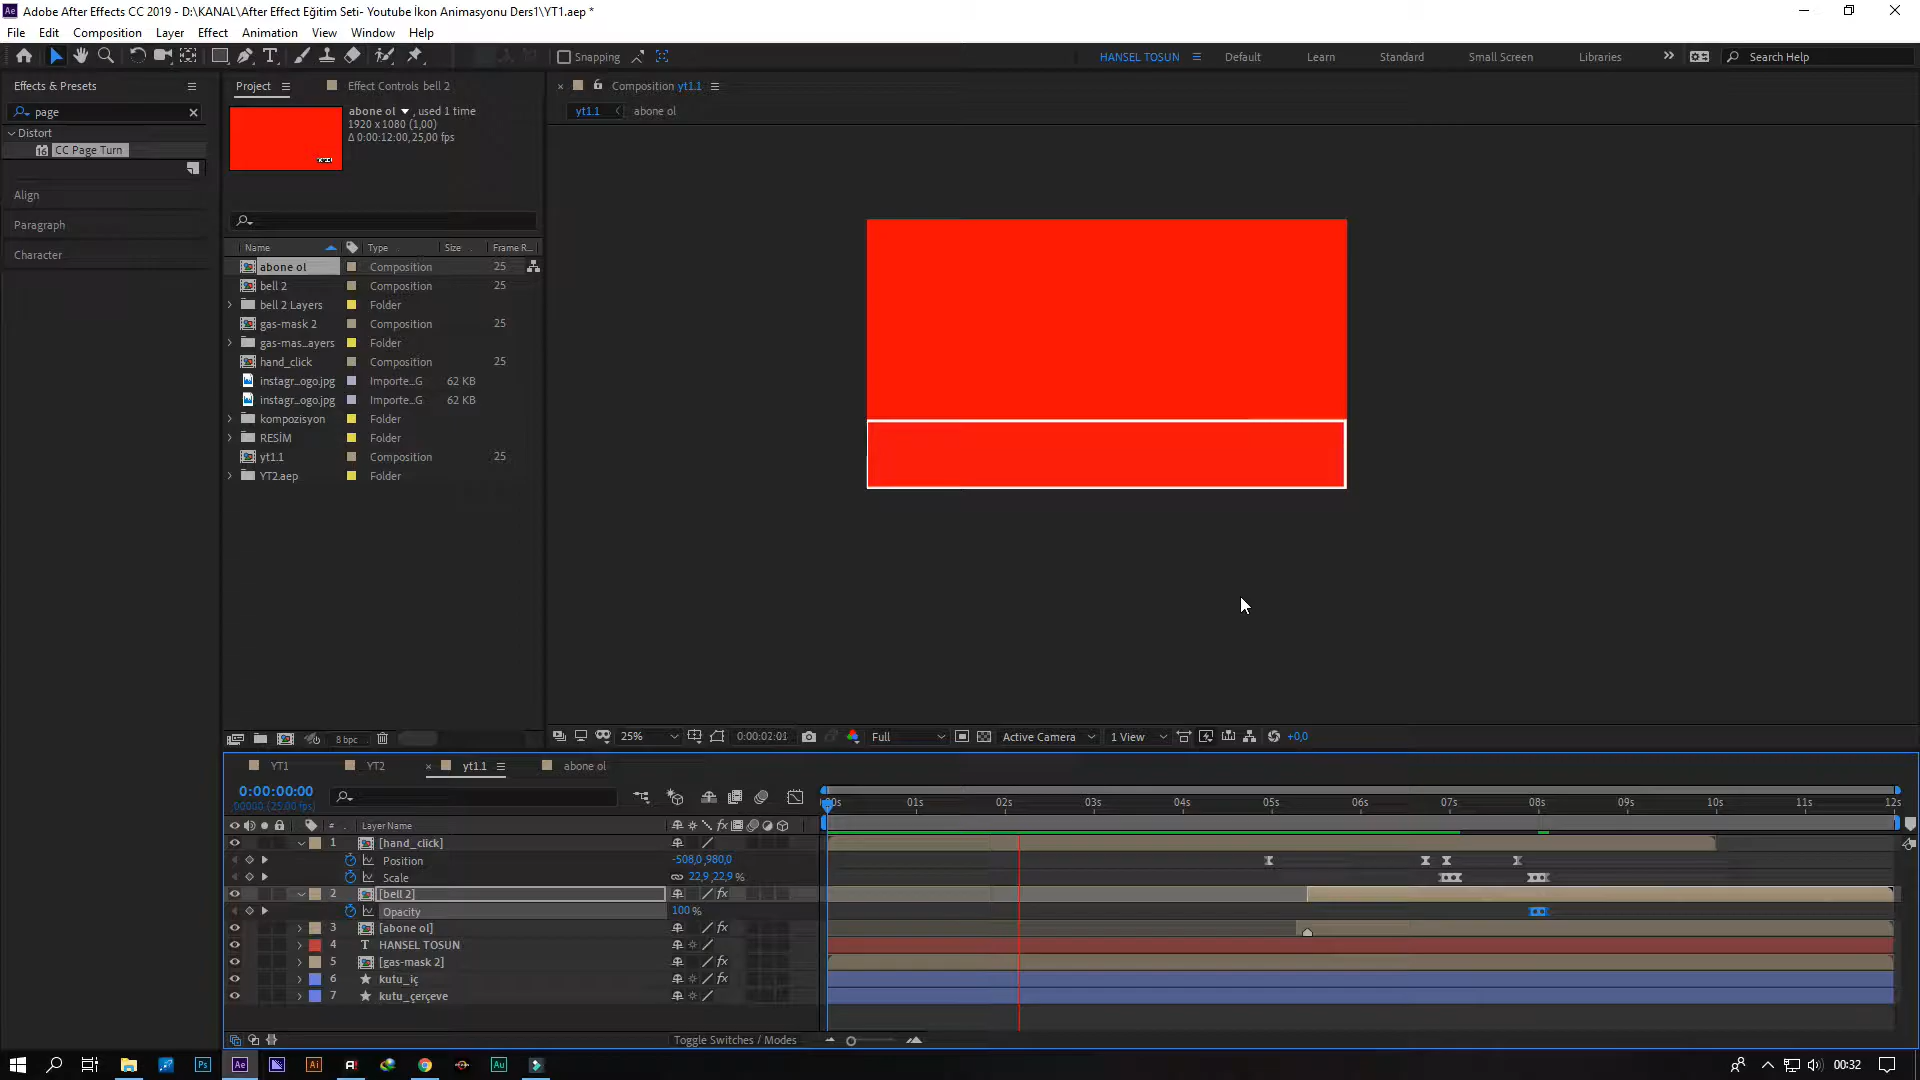 Adobe After Effects CC 2019 - D:\KANAL\After Effect Eğitim Seti- Youtube İkon Animasyonu Ders1\YT1.aep *
File Edit Composition Layer Effect Animation View Window Help
Snapping
HANSEL TOSUN Default Learn Standard Small Screen Libraries Search Help
Effects & Presets
page
Distort
CC Page Turn
Align
Paragraph
Character
Project Effect Controls bell 2
abone ol , used 1 time
1920 x 1080 (1,00)
Δ 0:00:12:00, 25,00 fps
Name Type Size Frame R...
abone ol Composition 25
bell 2 Composition 25
bell 2 Layers Folder
gas-mask 2 Composition 25
gas-mas...ayers Folder
hand_click Composition 25
instagr...ogo.jpg Importe...G 62 KB
instagr...ogo.jpg Importe...G 62 KB
kompozisyon Folder
RESİM Folder
yt1.1 Composition 25
YT2.aep Folder
8 bpc
Composition yt1.1
yt1.1 abone ol
25% 0:00:02:01 Full Active Camera 1 View +0,0
YT1 YT2 yt1.1 abone ol
0:00:00:00
00000 (25.00 fps)
01s 02s 03s 04s 05s 06s 07s 08s 09s 10s 11s 12s
# Layer Name
1 [hand_click]
Position -508,0,980,0
Scale 22,9,22,9 %
2 [bell 2]
Opacity 100 %
3 [abone ol]
4 T HANSEL TOSUN
5 [gas-mask 2]
6 kutu_iç
7 kutu_çerçeve
Toggle Switches / Modes
00:32